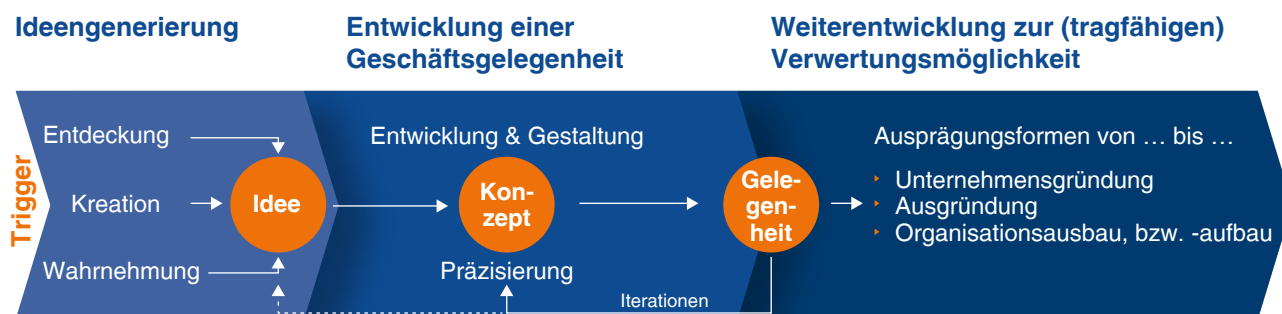 Ideengenerierung
Entwicklung einer
Geschäftsgelegenheit
Weiterentwicklung zur (tragfähigen)
Verwertungsmöglichkeit
Trigger
Entdeckung
Kreation
Wahrnehmung
Idee
Entwicklung & Gestaltung
Kon-
zept
Präzisierung
Iterationen
Gele-
gen-
heit
Ausprägungsformen von … bis …
‣ Unternehmensgründung
‣ Ausgründung
‣ Organisationsausbau, bzw. -aufbau